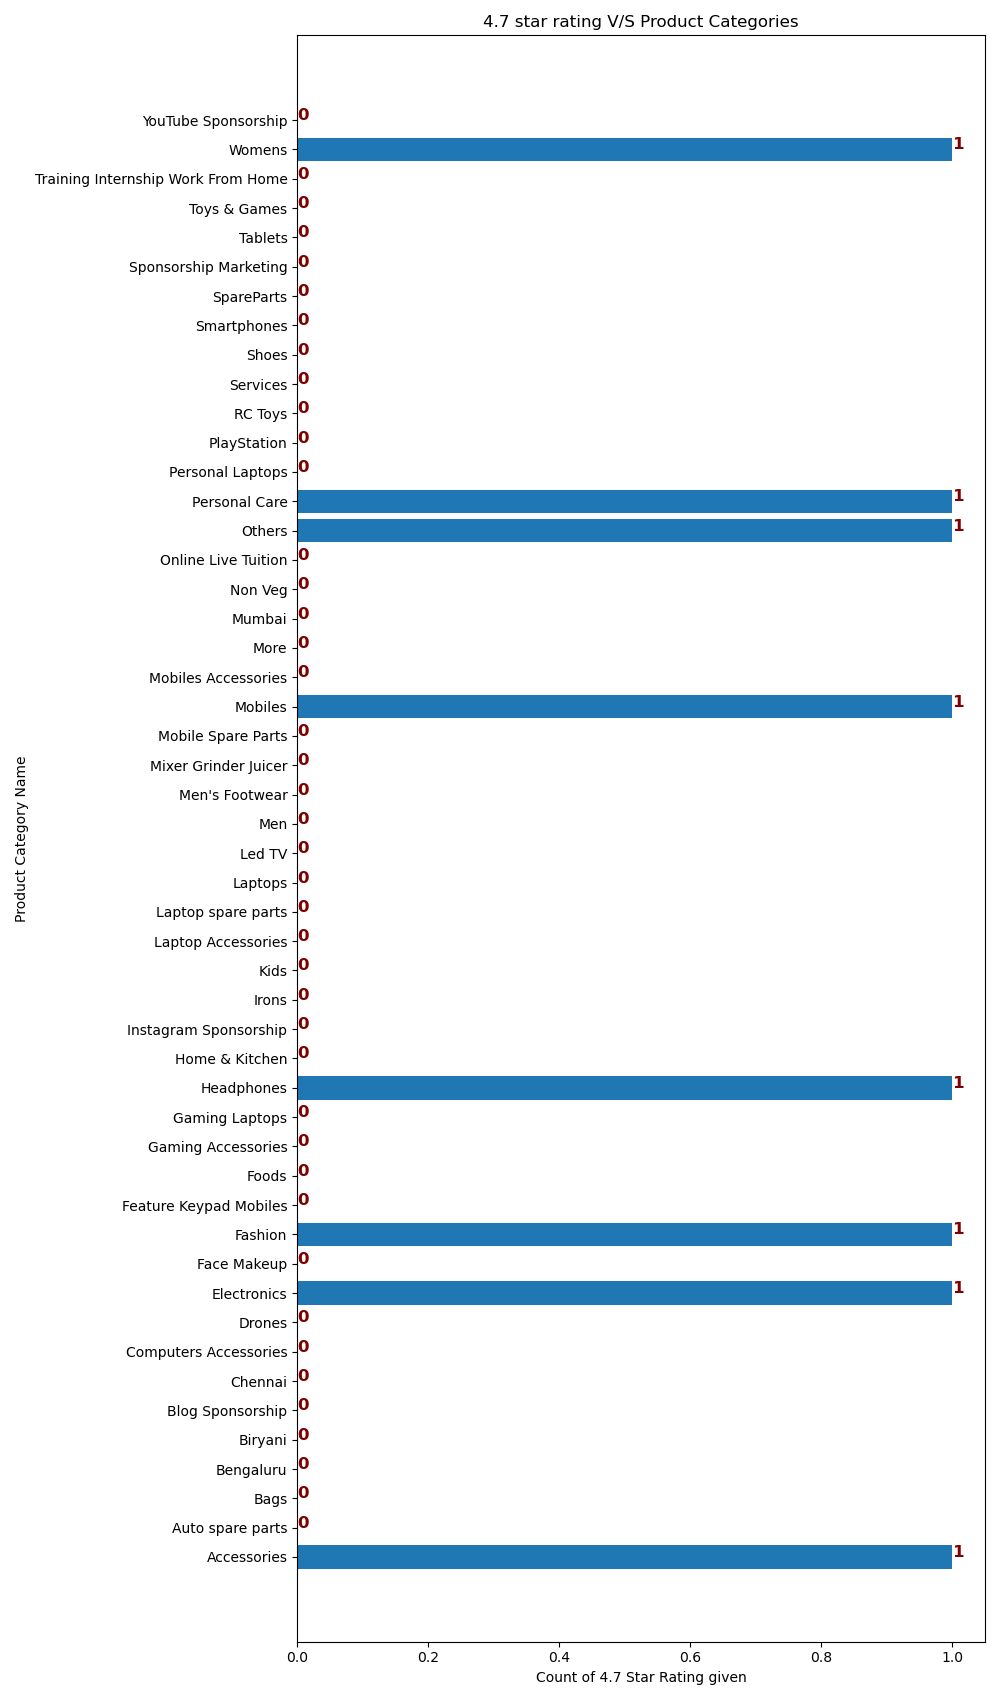 4.7 star rating V/S Product Categories
YouTube Sponsorship 0
Womens 1
Training Internship Work From Home 0
Toys & Games 0
Tablets 0
Sponsorship Marketing 0
SpareParts 0
Smartphones 0
Shoes 0
Services 0
RC Toys 0
PlayStation 0
Personal Laptops 0
Personal Care 1
Others 1
Online Live Tuition 0
Non Veg 0
Mumbai 0
More 0
Mobiles Accessories 0
Mobiles 1
Mobile Spare Parts 0
Mixer Grinder Juicer 0
Men's Footwear 0
Men 0
Led TV 0
Laptops 0
Laptop spare parts 0
Laptop Accessories 0
Kids 0
Irons 0
Instagram Sponsorship 0
Home & Kitchen 0
Headphones 1
Gaming Laptops 0
Gaming Accessories 0
Foods 0
Feature Keypad Mobiles 0
Fashion 1
Face Makeup 0
Electronics 1
Drones 0
Computers Accessories 0
Chennai 0
Blog Sponsorship 0
Biryani 0
Bengaluru 0
Bags 0
Auto spare parts 0
Accessories 1
0.0 0.2 0.4 0.6 0.8 1.0
Count of 4.7 Star Rating given
Product Category Name